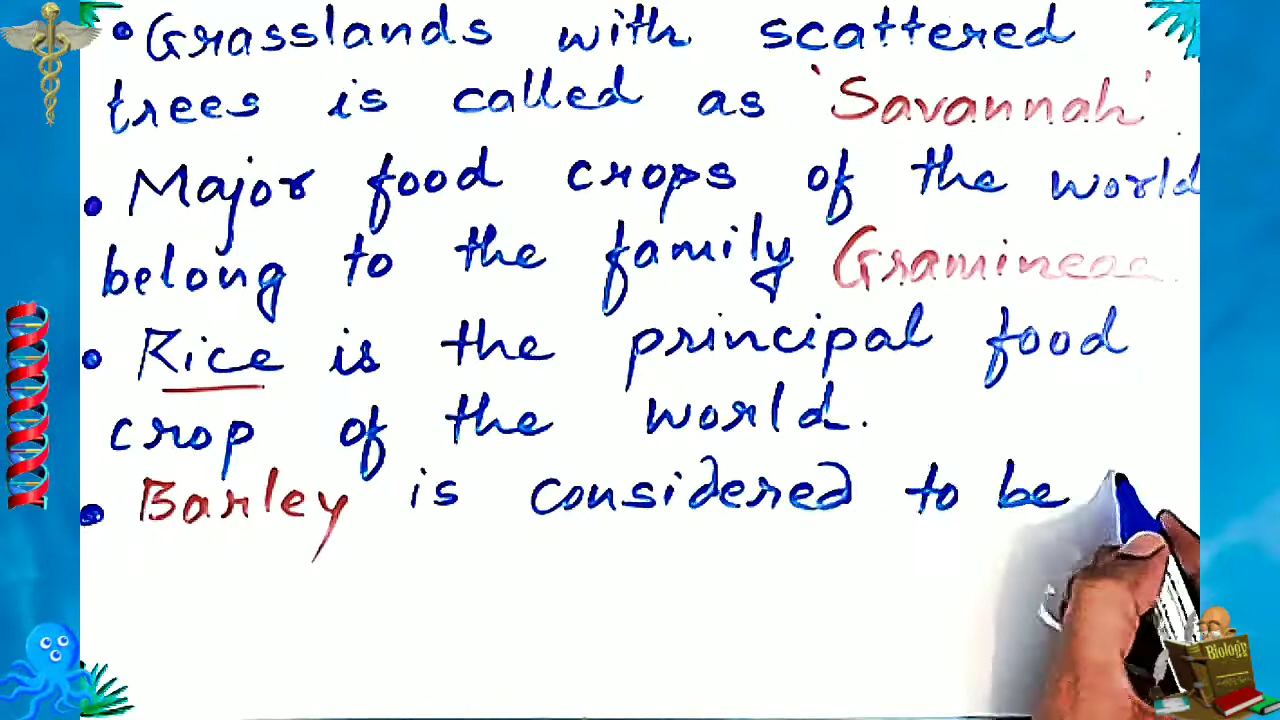 • Grasslands with scattered
trees is called as 'Savannah'.
• Major food crops of the world
belong to the family Gramineae.
• Rice is the principal food
crop of the world.
• Barley is considered to be
Biology